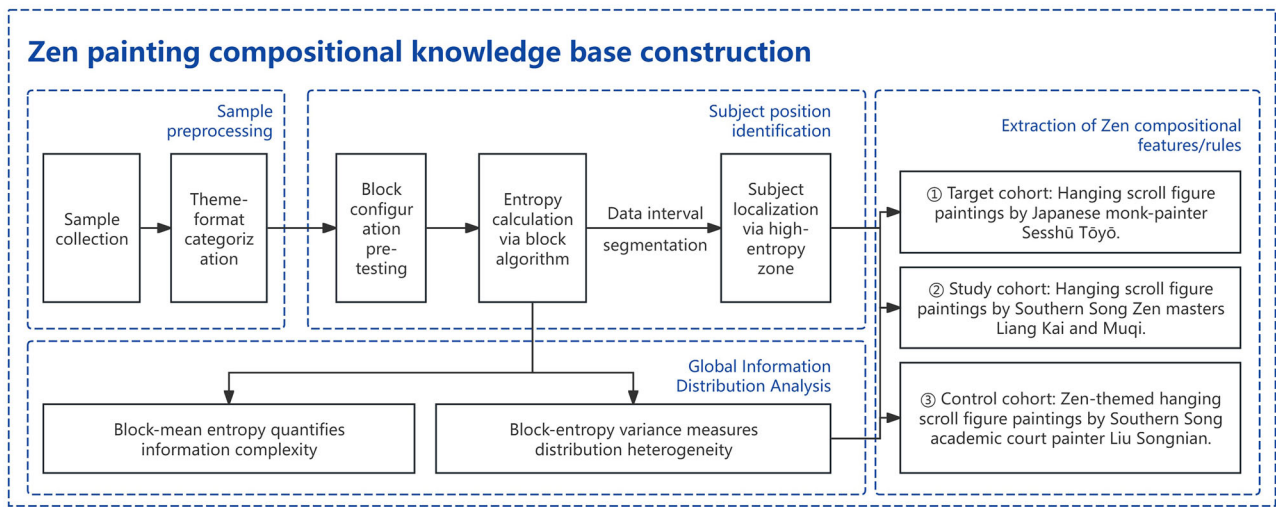 Zen painting compositional knowledge base construction
Sample
preprocessing
Sample
collection
Theme-
format
categoriz
ation
Subject position
identification
Block
configur
ation
pre-
testing
Entropy
calculation
via block
algorithm
Data interval
segmentation
Subject
localization
via high-
entropy
zone
Global Information
Distribution Analysis
Block-mean entropy quantifies
information complexity
Block-entropy variance measures
distribution heterogeneity
Extraction of Zen compositional
features/rules
① Target cohort: Hanging scroll figure
paintings by Japanese monk-painter
Sesshū Tōyō.
② Study cohort: Hanging scroll figure
paintings by Southern Song Zen masters
Liang Kai and Muqi.
③ Control cohort: Zen-themed hanging
scroll figure paintings by Southern Song
academic court painter Liu Songnian.